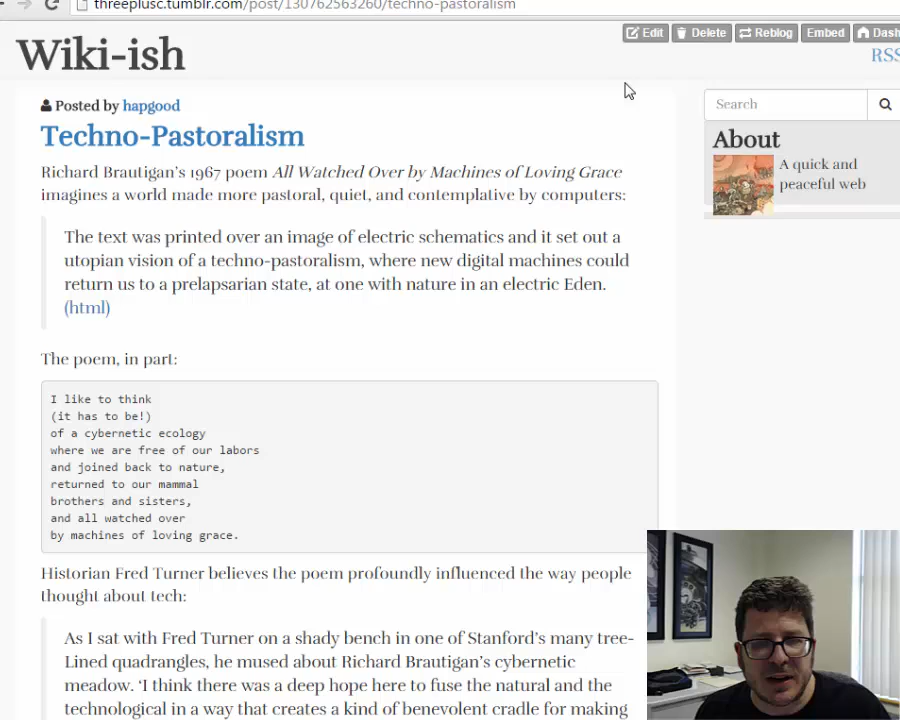 threeplusc.tumblr.com/post/130762563260/techno-pastoralism
Edit Delete Reblog Embed Dash
Wiki-ish
RSS
Posted by hapgood
Search
Techno-Pastoralism
About
A quick and
peaceful web
Richard Brautigan's 1967 poem All Watched Over by Machines of Loving Grace
imagines a world made more pastoral, quiet, and contemplative by computers:
The text was printed over an image of electric schematics and it set out a
utopian vision of a techno-pastoralism, where new digital machines could
return us to a prelapsarian state, at one with nature in an electric Eden.
(html)
The poem, in part:
I like to think
(it has to be!)
of a cybernetic ecology
where we are free of our labors
and joined back to nature,
returned to our mammal
brothers and sisters,
and all watched over
by machines of loving grace.
Historian Fred Turner believes the poem profoundly influenced the way people
thought about tech:
As I sat with Fred Turner on a shady bench in one of Stanford's many tree-
Lined quadrangles, he mused about Richard Brautigan's cybernetic
meadow. 'I think there was a deep hope here to fuse the natural and the
technological in a way that creates a kind of benevolent cradle for making